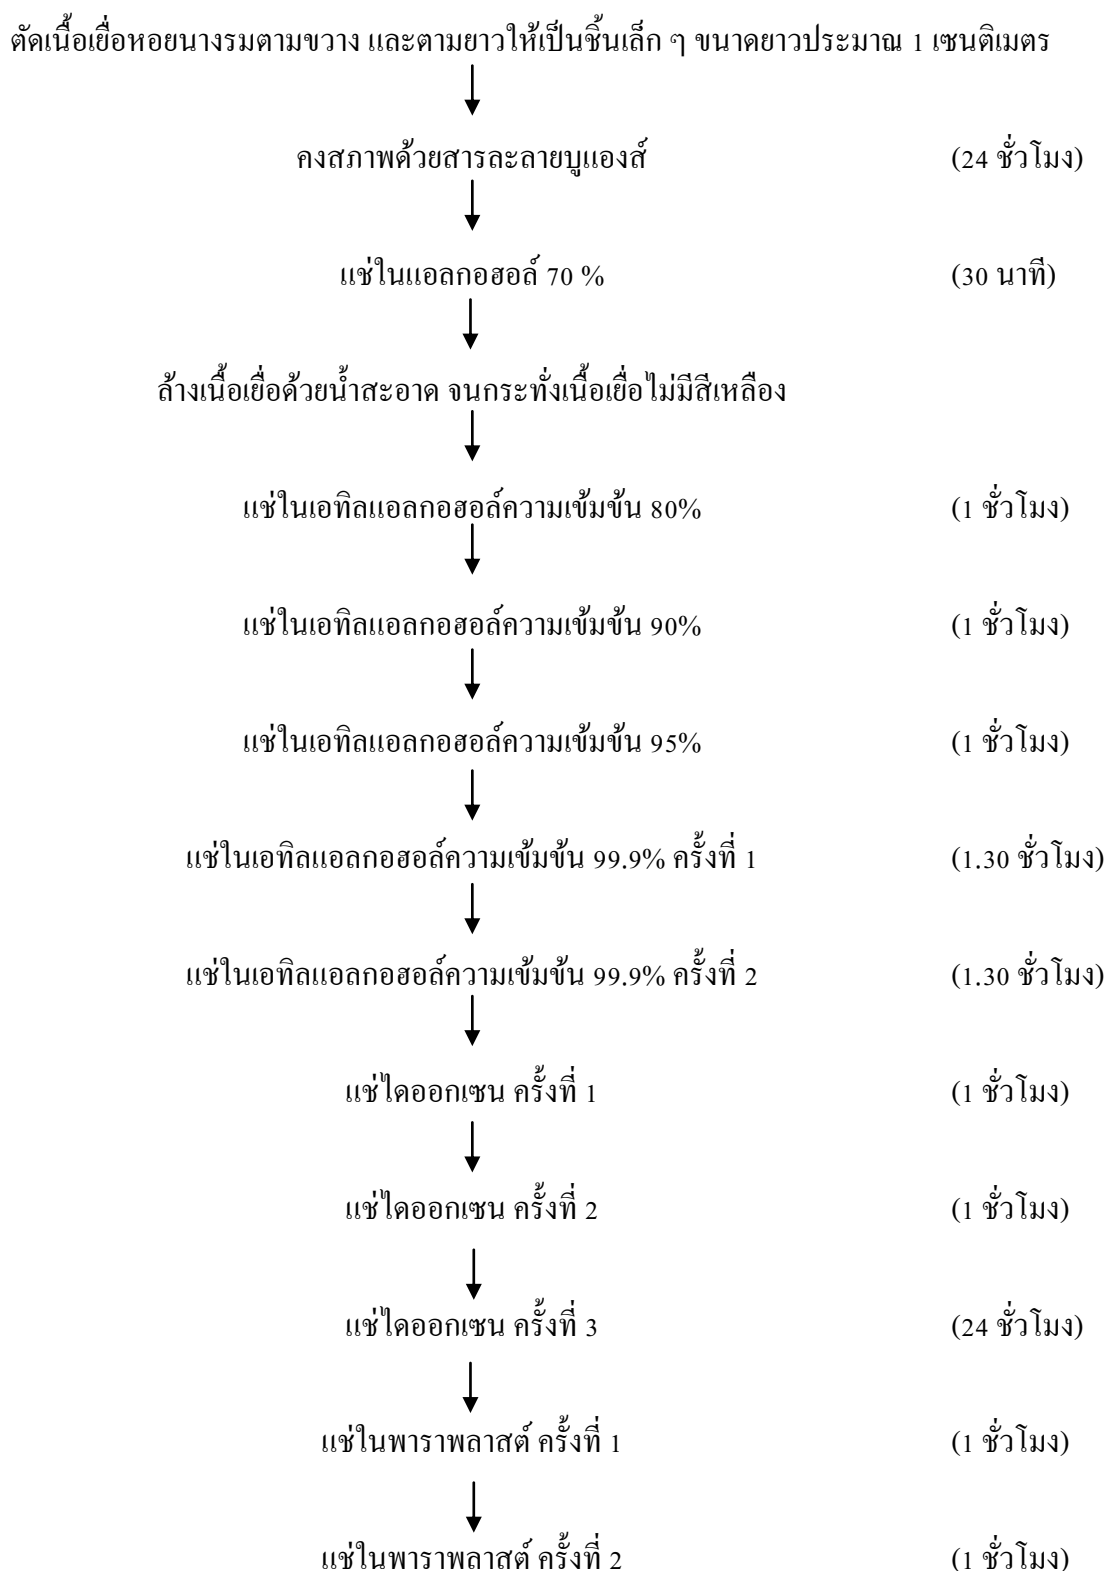 ตัดเนื้อเยื่อหอยนางรมตามขวาง และตามยาวให้เป็นชิ้นเล็ก ๆ ขนาดยาวประมาณ 1 เซนติเมตร
คงสภาพด้วยสารละลายบูแองส์ (24 ชั่วโมง)
แช่ในแอลกอฮอล์ 70 % (30 นาที)
ล้างเนื้อเยื่อด้วยน้ำสะอาด จนกระทั่งเนื้อเยื่อไม่มีสีเหลือง
แช่ในเอทิลแอลกอฮอล์ความเข้มข้น 80% (1 ชั่วโมง)
แช่ในเอทิลแอลกอฮอล์ความเข้มข้น 90% (1 ชั่วโมง)
แช่ในเอทิลแอลกอฮอล์ความเข้มข้น 95% (1 ชั่วโมง)
แช่ในเอทิลแอลกอฮอล์ความเข้มข้น 99.9% ครั้งที่ 1 (1.30 ชั่วโมง)
แช่ในเอทิลแอลกอฮอล์ความเข้มข้น 99.9% ครั้งที่ 2 (1.30 ชั่วโมง)
แช่ไดออกเซน ครั้งที่ 1 (1 ชั่วโมง)
แช่ไดออกเซน ครั้งที่ 2 (1 ชั่วโมง)
แช่ไดออกเซน ครั้งที่ 3 (24 ชั่วโมง)
แช่ในพาราพลาสต์ ครั้งที่ 1 (1 ชั่วโมง)
แช่ในพาราพลาสต์ ครั้งที่ 2 (1 ชั่วโมง)